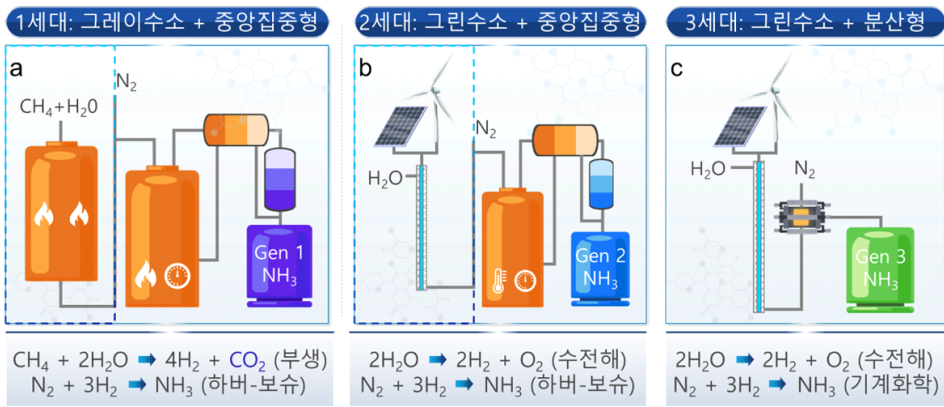 1세대: 그레이수소 + 중앙집중형
a
N₂
CH₄+H₂0
Gen 1
NH₃
CH₄ + 2H₂O ➡ 4H₂ + CO₂ (부생)
N₂ + 3H₂ ➡ NH₃ (하버-보슈)
2세대: 그린수소 + 중앙집중형
b
N₂
H₂O
Gen 2
NH₃
2H₂O ➡ 2H₂ + O₂ (수전해)
N₂ + 3H₂ ➡ NH₃ (하버-보슈)
3세대: 그린수소 + 분산형
c
H₂O
N₂
Gen 3
NH₃
2H₂O ➡ 2H₂ + O₂ (수전해)
N₂ + 3H₂ ➡ NH₃ (기계화학)